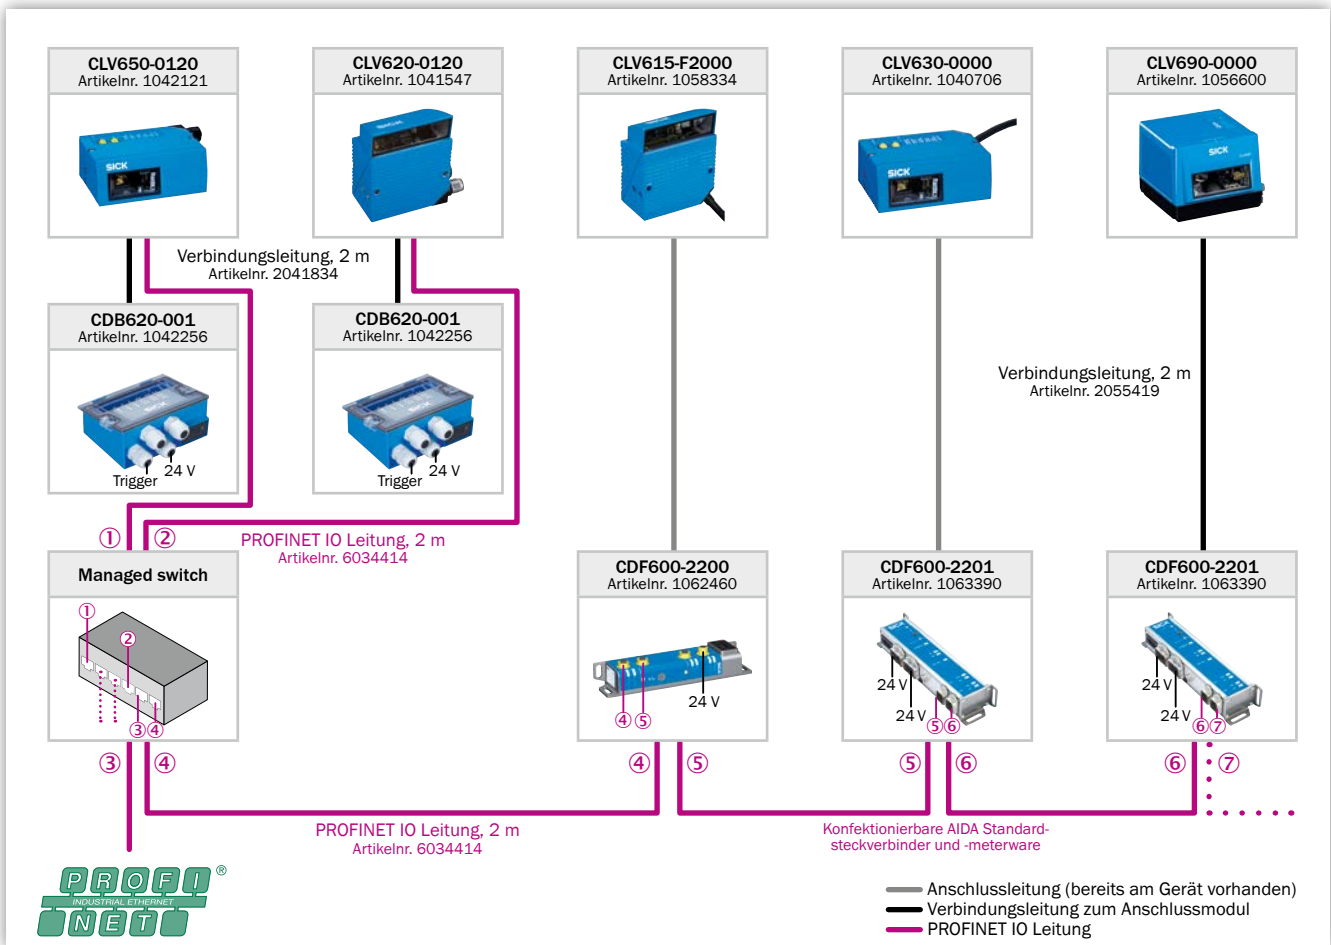 CLV650-0120
Artikelnr. 1042121
CLV620-0120
Artikelnr. 1041547
CLV615-F2000
Artikelnr. 1058334
CLV630-0000
Artikelnr. 1040706
CLV690-0000
Artikelnr. 1056600
SICK
SICK
SICK
Verbindungsleitung, 2 m
Artikelnr. 2041834
CDB620-001
Artikelnr. 1042256
CDB620-001
Artikelnr. 1042256
Verbindungsleitung, 2 m
Artikelnr. 2055419
SICK
SICK
Trigger
24 V
Trigger
24 V
① ②
PROFINET IO Leitung, 2 m
Artikelnr. 6034414
Managed switch
CDF600-2200
Artikelnr. 1062460
CDF600-2201
Artikelnr. 1063390
CDF600-2201
Artikelnr. 1063390
①
②
③④
④ ⑤
24 V
24 V
24 V
⑤⑥
24 V
24 V
⑥⑦
③ ④
④ ⑤
⑤ ⑥
⑥ ⑦
PROFINET IO Leitung, 2 m
Artikelnr. 6034414
Konfektionierbare AIDA Standard-
steckverbinder und -meterware
PROFI®
INDUSTRIAL ETHERNET
NET
Anschlussleitung (bereits am Gerät vorhanden)
Verbindungsleitung zum Anschlussmodul
PROFINET IO Leitung